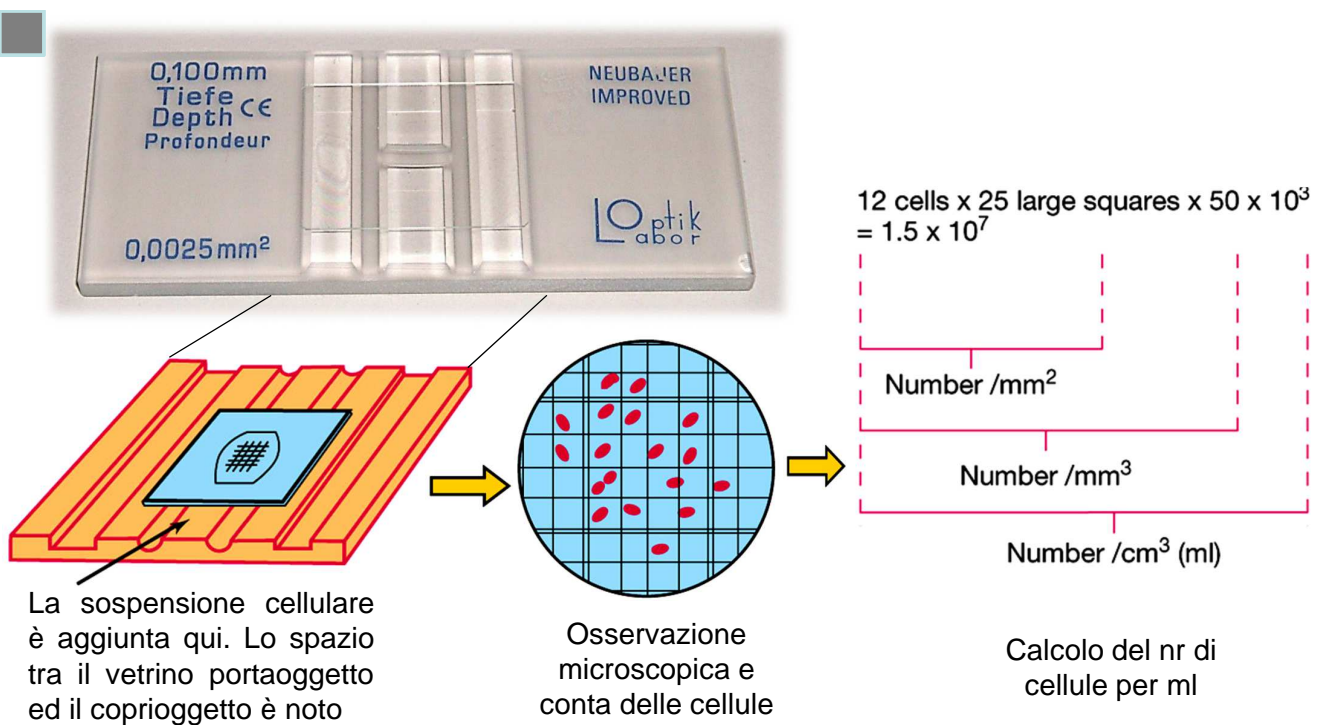 0,100mm
Tiefe
Depth CE
Profondeur
0,0025mm²
NEUBAUER
IMPROVED
LOptik
abor
12 cells x 25 large squares x 50 x 10³
= 1.5 x 10⁷
Number /mm²
Number /mm³
Number /cm³ (ml)
La sospensione cellulare
è aggiunta qui. Lo spazio
tra il vetrino portaoggetto
ed il coprioggetto è noto
Osservazione
microscopica e
conta delle cellule
Calcolo del nr di
cellule per ml